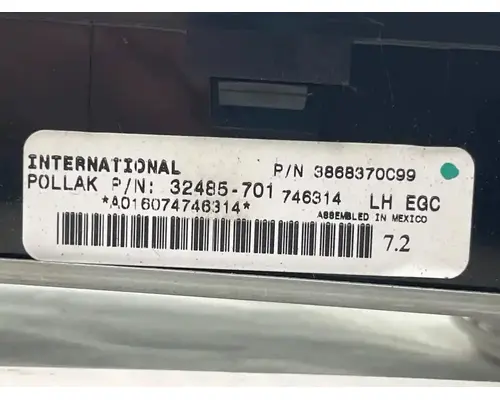 INTERNATIONAL P/N 3868370C99
POLLAK P/N: 32485-701 746314 LH EGC
*A016074746314* ASSEMBLED IN MEXICO
7.2